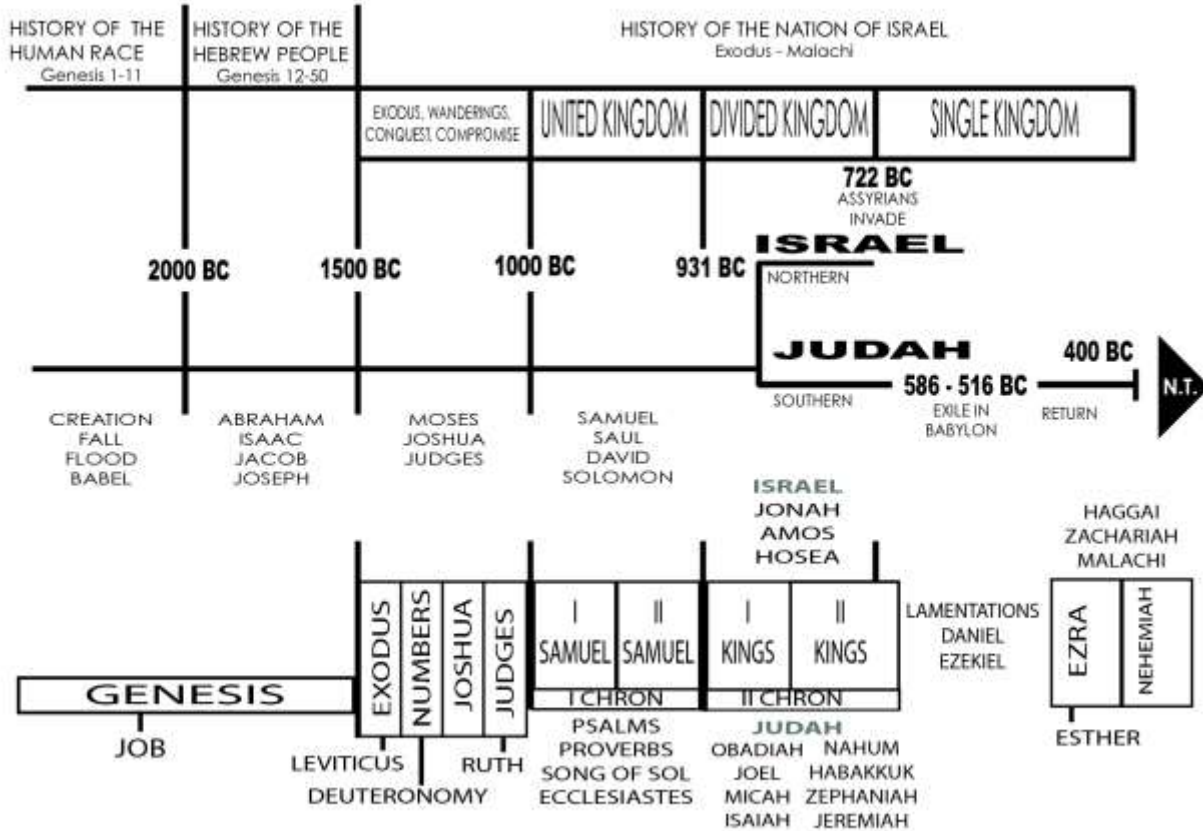 HISTORY OF THE
HUMAN RACE
Genesis 1-11
HISTORY OF THE
HEBREW PEOPLE
Genesis 12-50
HISTORY OF THE NATION OF ISRAEL
Exodus - Malachi
EXODUS, WANDERINGS,
CONQUEST, COMPROMISE
UNITED KINGDOM
DIVIDED KINGDOM
SINGLE KINGDOM
722 BC
ASSYRIANS
INVADE
2000 BC
1500 BC
1000 BC
931 BC
ISRAEL
NORTHERN
JUDAH
SOUTHERN
586 - 516 BC
EXILE IN
BABYLON
400 BC
RETURN
N.T.
CREATION
FALL
FLOOD
BABEL
ABRAHAM
ISAAC
JACOB
JOSEPH
MOSES
JOSHUA
JUDGES
SAMUEL
SAUL
DAVID
SOLOMON
ISRAEL
JONAH
AMOS
HOSEA
HAGGAI
ZACHARIAH
MALACHI
GENESIS
JOB
EXODUS
NUMBERS
JOSHUA
JUDGES
LEVITICUS
DEUTERONOMY
RUTH
I
SAMUEL
II
SAMUEL
I CHRON
PSALMS
PROVERBS
SONG OF SOL
ECCLESIASTES
I
KINGS
II
KINGS
II CHRON
JUDAH
OBADIAH
JOEL
MICAH
ISAIAH
NAHUM
HABAKKUK
ZEPHANIAH
JEREMIAH
LAMENTATIONS
DANIEL
EZEKIEL
EZRA
NEHEMIAH
ESTHER